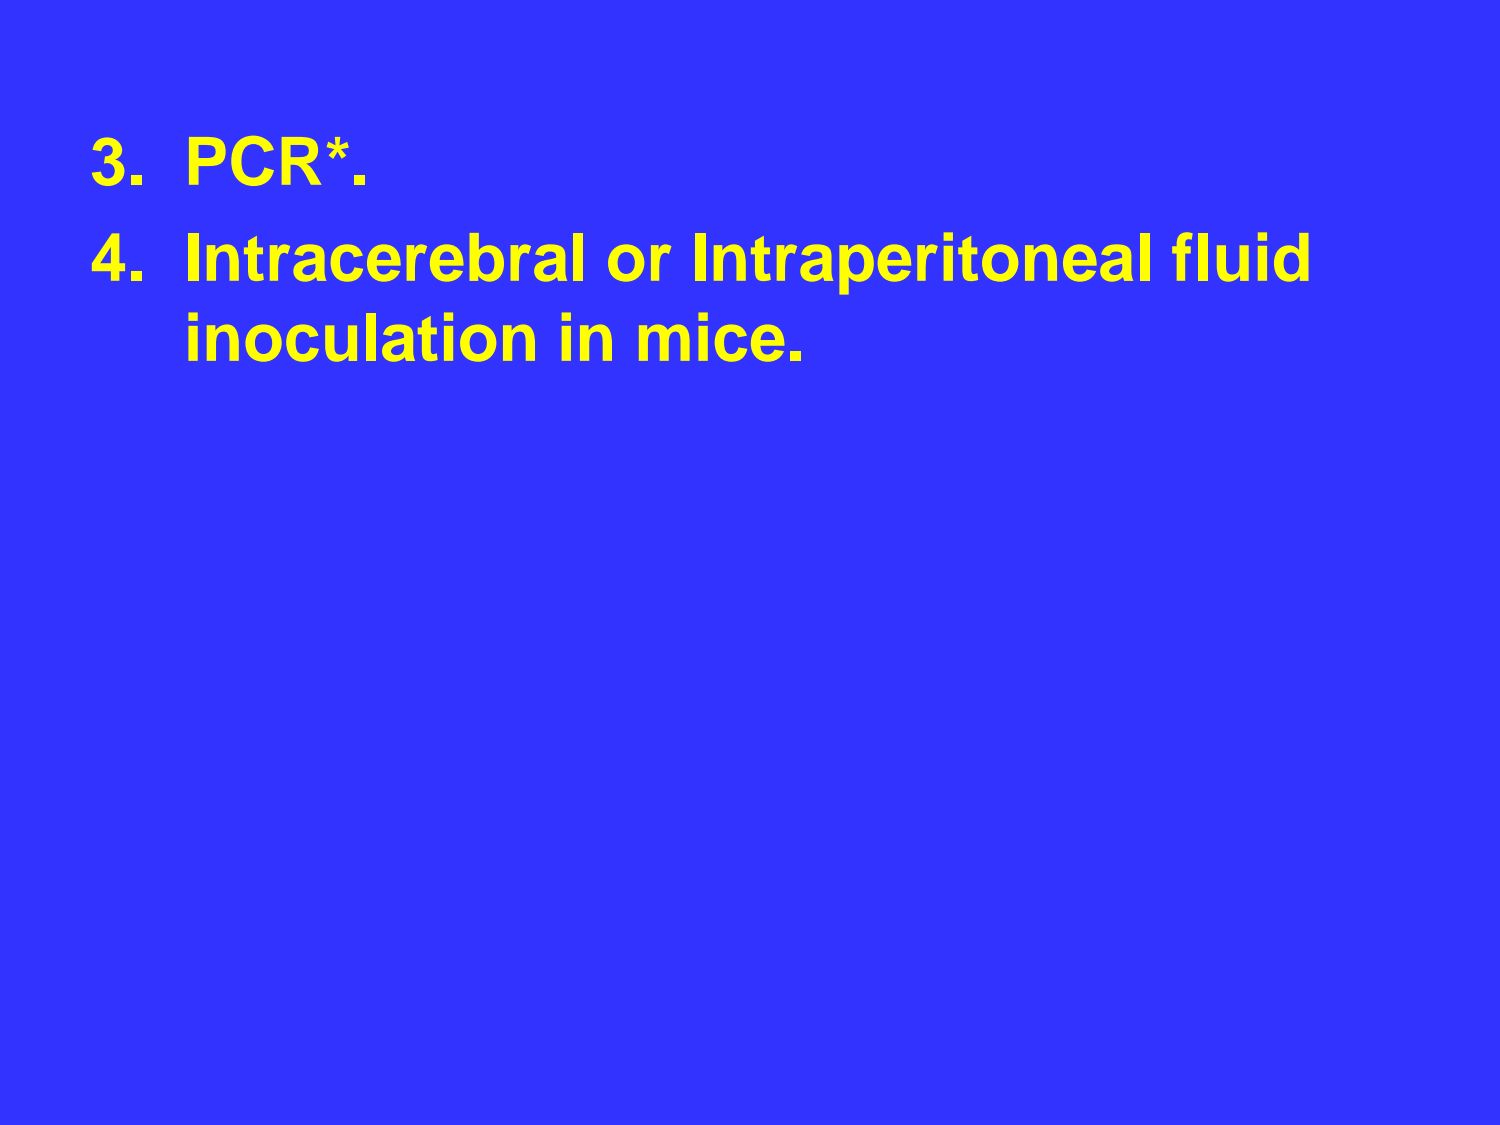 3. PCR*.
4. Intracerebral or Intraperitoneal fluid
inoculation in mice.